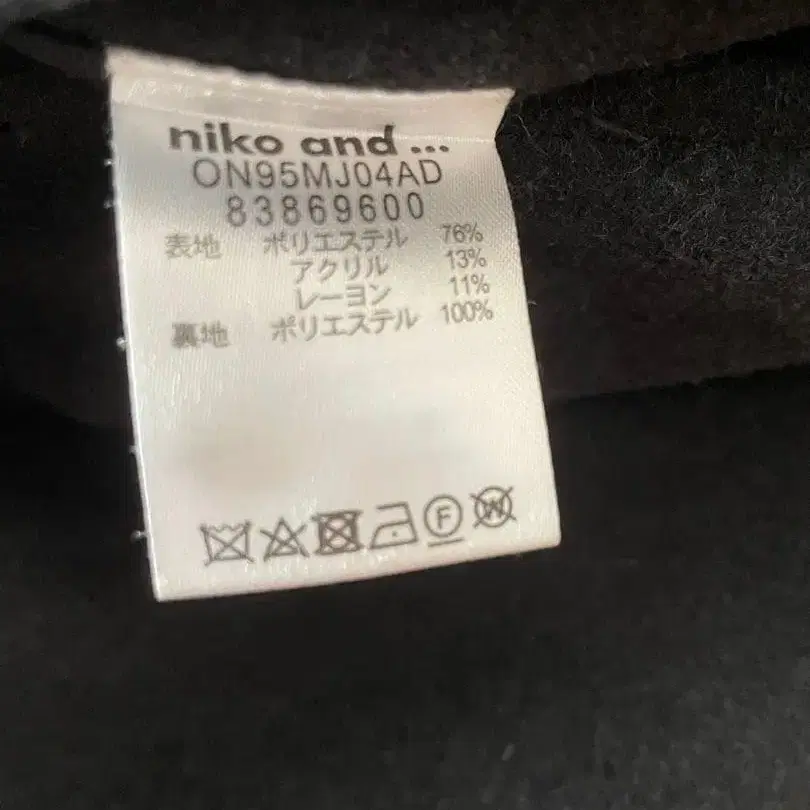 niko and ...
ON95MJ04AD
83869600
表地 ポリエステル 76%
アクリル 13%
レーヨン 11%
裏地 ポリエステル 100%
F
W